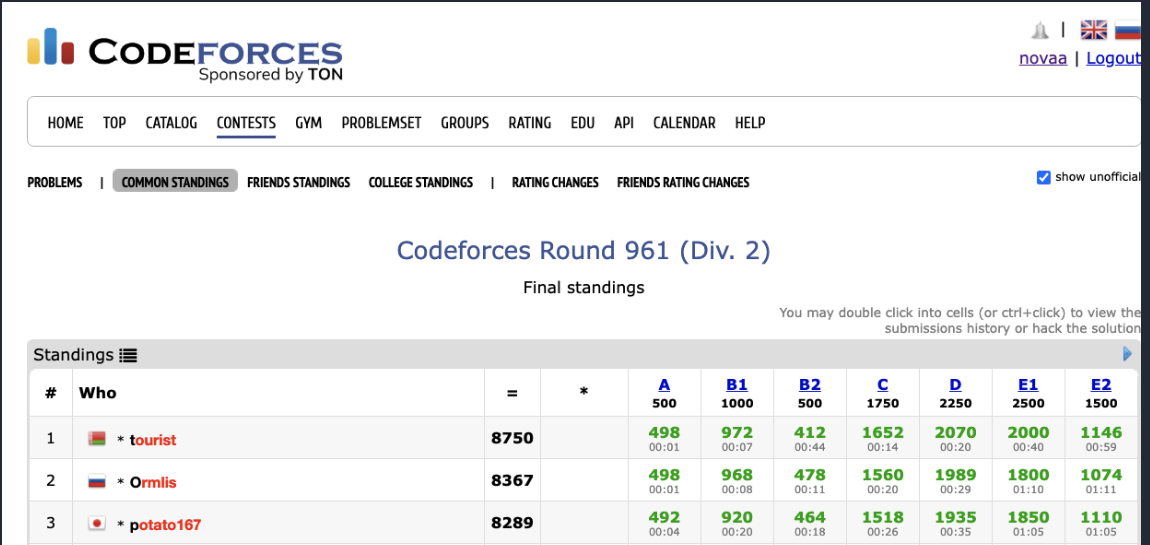 CODEFORCES
Sponsored by TON
| 
novaa | Logout
HOME TOP CATALOG CONTESTS GYM PROBLEMSET GROUPS RATING EDU API CALENDAR HELP
PROBLEMS | COMMON STANDINGS FRIENDS STANDINGS COLLEGE STANDINGS | RATING CHANGES FRIENDS RATING CHANGES
show unofficial
Codeforces Round 961 (Div. 2)
Final standings
You may double click into cells (or ctrl+click) to view the
submissions history or hack the solution
Standings
# Who = * A B1 B2 C D E1 E2
500 1000 500 1750 2250 2500 1500
1 * tourist 8750 498 972 412 1652 2070 2000 1146
00:01 00:07 00:44 00:14 00:20 00:40 00:59
2 * Ormlis 8367 498 968 478 1560 1989 1800 1074
00:01 00:08 00:11 00:20 00:29 01:10 01:11
3 * potato167 8289 492 920 464 1518 1935 1850 1110
00:04 00:20 00:18 00:26 00:35 01:05 01:05